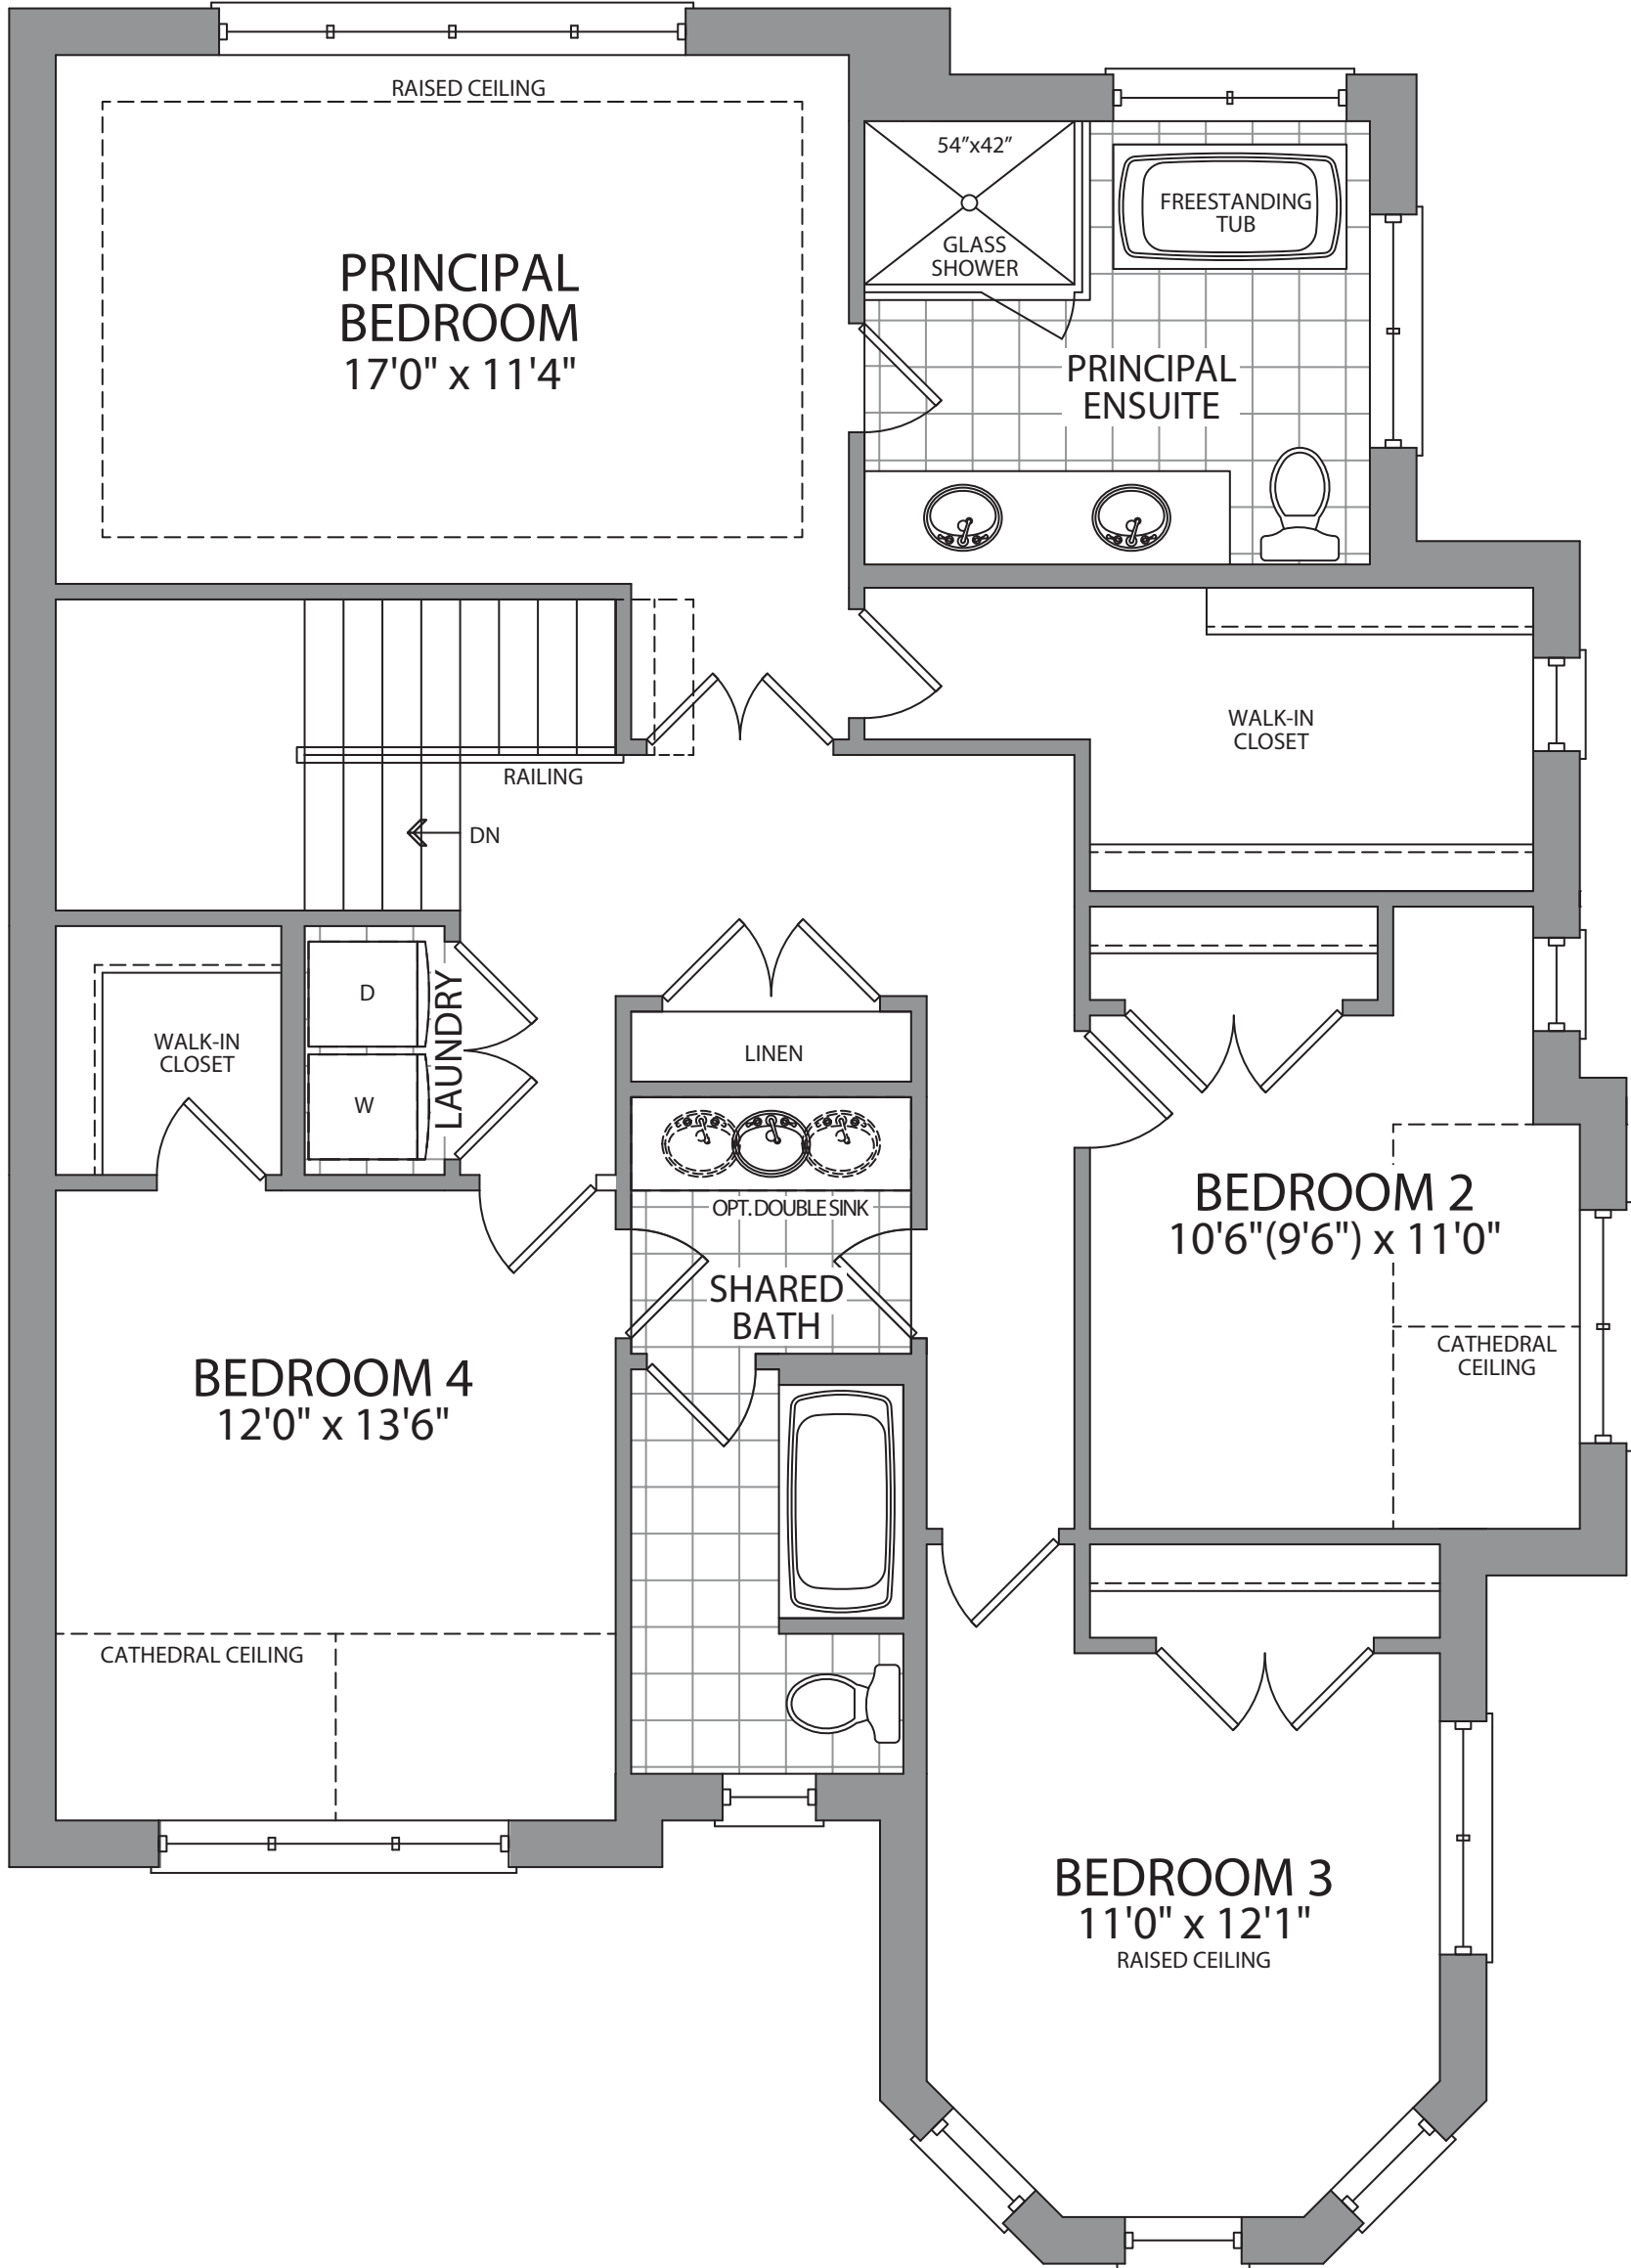 RAISED CEILING
PRINCIPAL
BEDROOM
17'0" x 11'4"
54"x42"
GLASS
SHOWER
FREESTANDING
TUB
PRINCIPAL
ENSUITE
WALK-IN
CLOSET
RAILING
DN
WALK-IN
CLOSET
D
W
LAUNDRY
LINEN
OPT. DOUBLE SINK
SHARED
BATH
BEDROOM 2
10'6"(9'6") x 11'0"
CATHEDRAL
CEILING
BEDROOM 4
12'0" x 13'6"
CATHEDRAL CEILING
BEDROOM 3
11'0" x 12'1"
RAISED CEILING